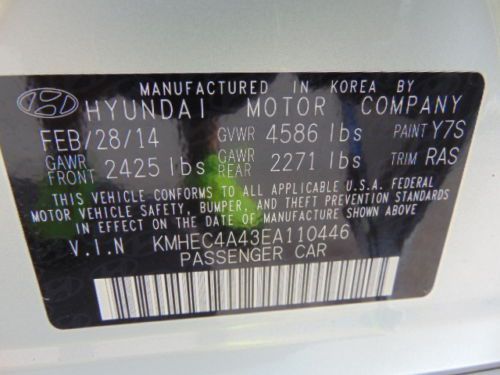 MANUFACTURED IN KOREA BY
HYUNDAI MOTOR COMPANY
FEB/28/14 GVWR 4586 lbs PAINT Y7S
GAWR FRONT 2425 lbs GAWR REAR 2271 lbs TRIM RAS
THIS VEHICLE CONFORMS TO ALL APPLICABLE U.S.A. FEDERAL
MOTOR VEHICLE SAFETY, BUMPER, AND THEFT PREVENTION STANDARDS
IN EFFECT ON THE DATE OF MANUFACTURE SHOWN ABOVE.
V.I.N KMHEC4A43EA110446
PASSENGER CAR